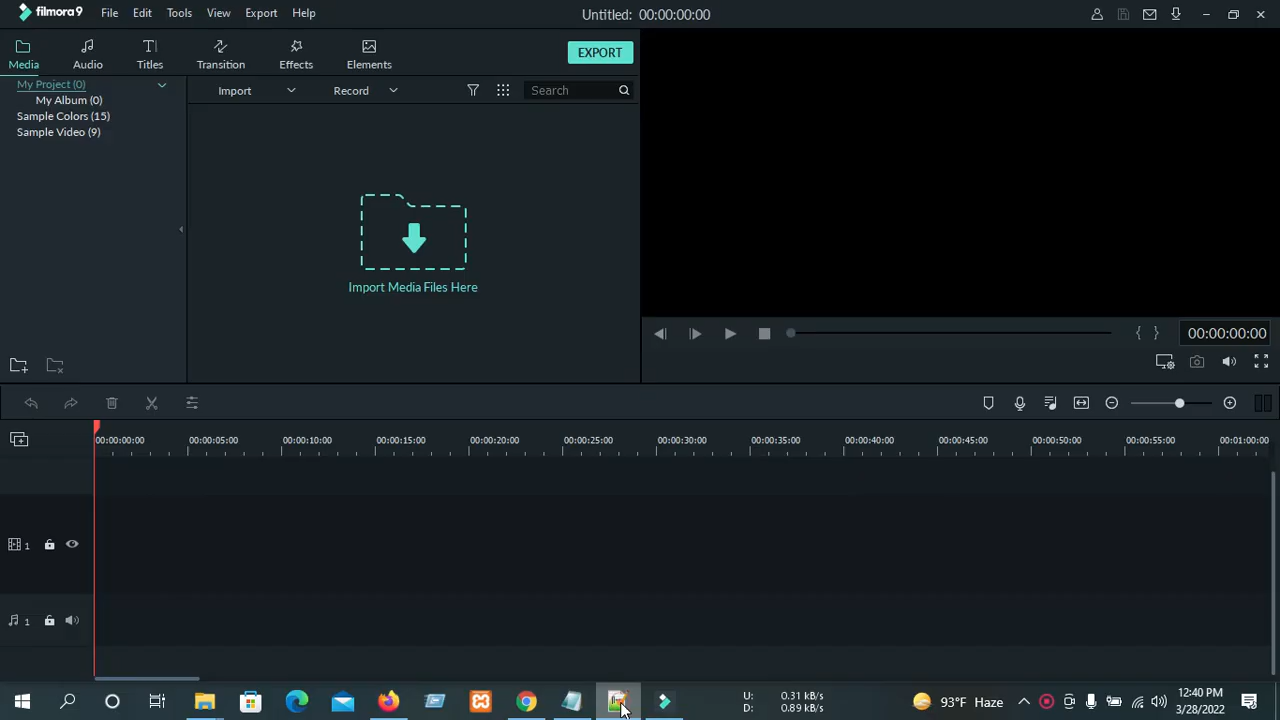 filmora9 File Edit Tools View Export Help Untitled: 00:00:00:00
Media Audio Titles Transition Effects Elements EXPORT
My Project (0) Import Record Search
My Album (0)
Sample Colors (15)
Sample Video (9)
Import Media Files Here
00:00:00:00
00:00:00:00 00:00:05:00 00:00:10:00 00:00:15:00 00:00:20:00 00:00:25:00 00:00:30:00 00:00:35:00 00:00:40:00 00:00:45:00 00:00:50:00 00:00:55:00 00:01:00:00
1
1
U: 0.31 kB/s
D: 0.89 kB/s
93°F Haze
12:40 PM
3/28/2022